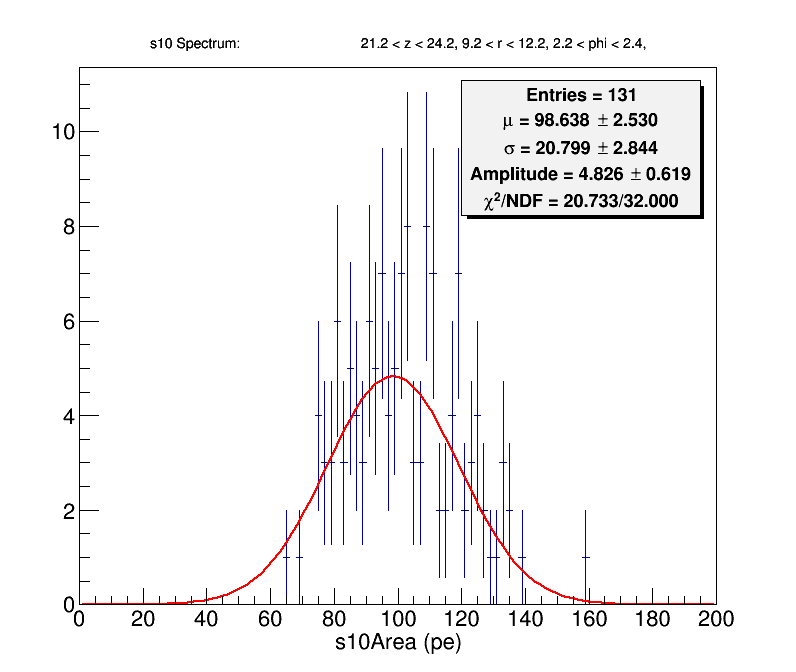 s10 Spectrum: 21.2 < z < 24.2, 9.2 < r < 12.2, 2.2 < phi < 2.4,
Entries = 131
μ = 98.638 ± 2.530
σ = 20.799 ± 2.844
Amplitude = 4.826 ± 0.619
χ²/NDF = 20.733/32.000
10
8
6
4
2
0
0 20 40 60 80 100 120 140 160 180 200
s10Area (pe)